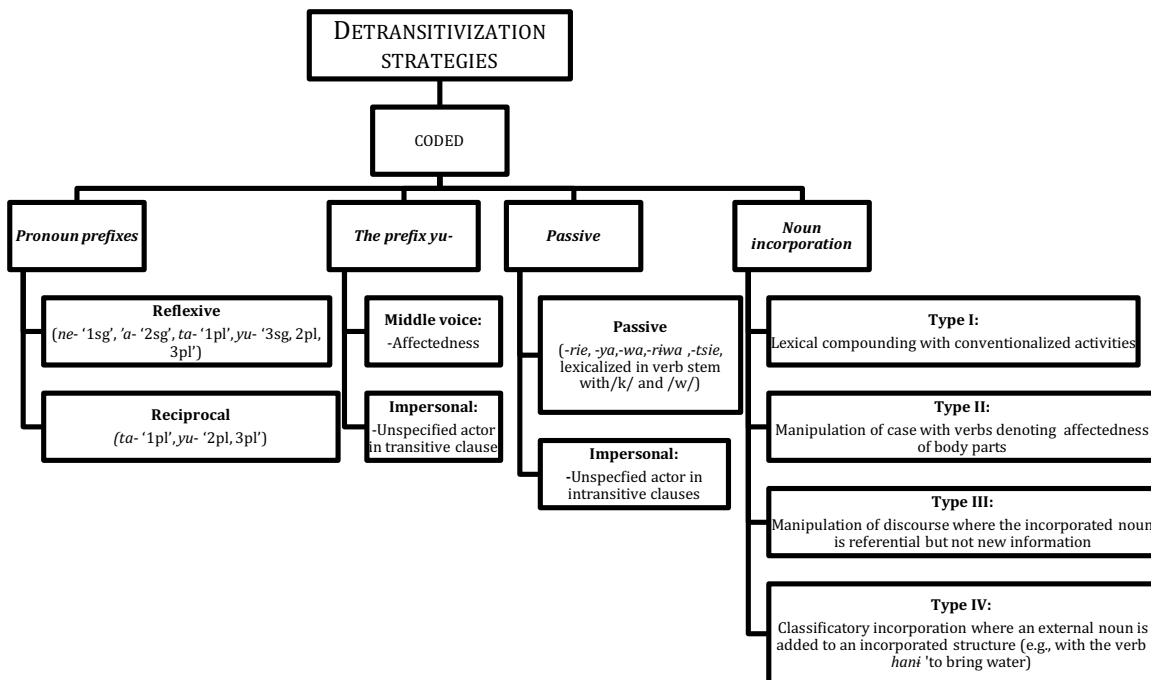 DETRANSITIVIZATION
STRATEGIES
CODED
Pronoun prefixes
The prefix yu-
Passive
Noun
incorporation
Reflexive
(ne- ‘1sg’, ’a- ‘2sg’, ta- ‘1pl’, yu- ‘3sg, 2pl,
3pl’)
Reciprocal
(ta- ‘1pl’, yu- ‘2pl, 3pl’)
Middle voice:
-Affectedness
Impersonal:
-Unspecified actor
in transitive clause
Passive
(-rie, -ya,-wa,-rɨwa ,-tsie,
lexicalized in verb stem
with/k/ and /w/)
Impersonal:
-Unspecfied actor in
intransitive clauses
Type I:
Lexical compounding with conventionalized activities
Type II:
Manipulation of case with verbs denoting affectedness
of body parts
Type III:
Manipulation of discourse where the incorporated noun
is referential but not new information
Type IV:
Classificatory incorporation where an external noun is
added to an incorporated structure (e.g., with the verb
hanɨ 'to bring water)